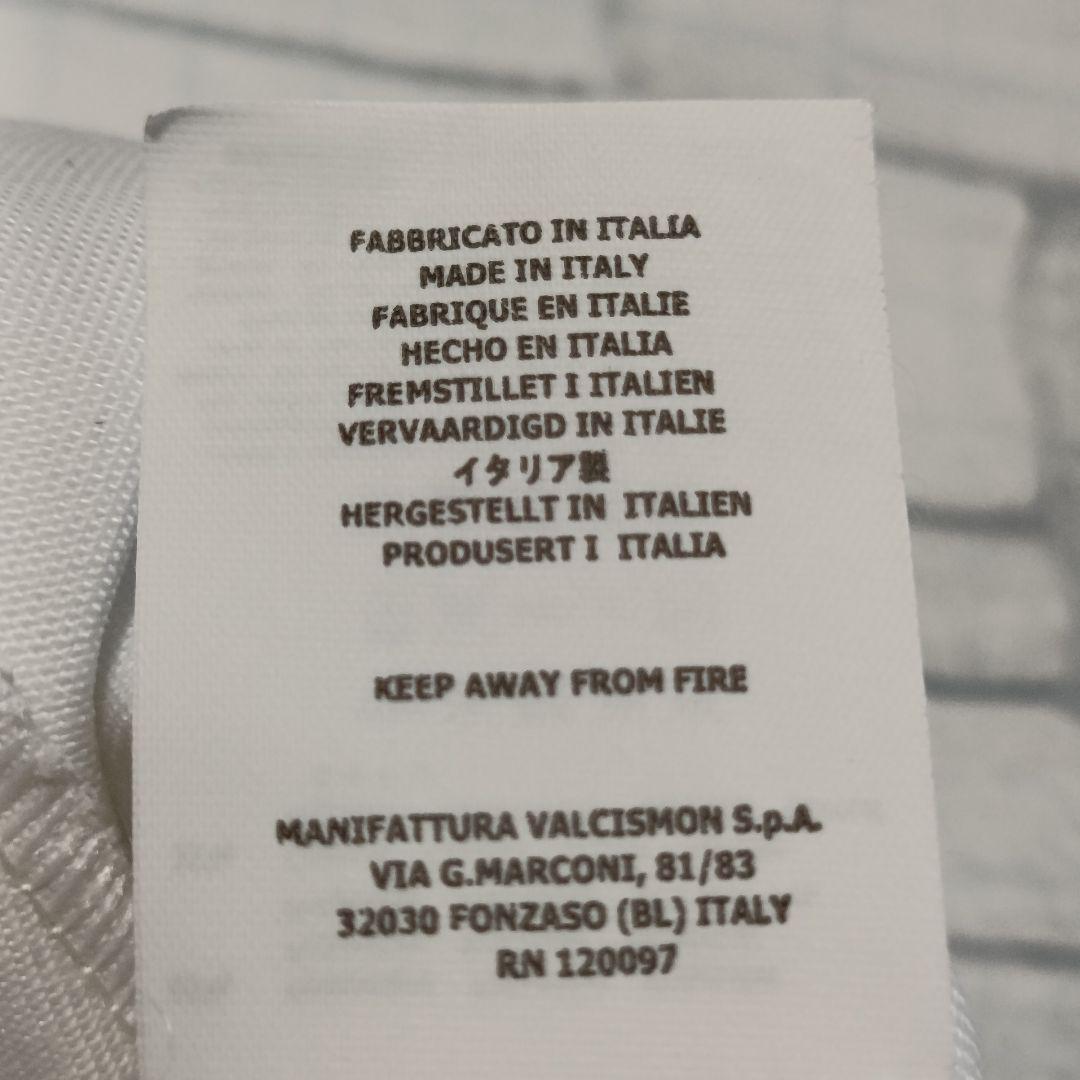 FABBRICATO IN ITALIA
MADE IN ITALY
FABRIQUE EN ITALIE
HECHO EN ITALIA
FREMSTILLET I ITALIEN
VERVAARDIGD IN ITALIE
イタリア製
HERGESTELLT IN ITALIEN
PRODUSERT I ITALIA
KEEP AWAY FROM FIRE
MANIFATTURA VALCISMON S.p.A.
VIA G.MARCONI, 81/83
32030 FONZASO (BL) ITALY
RN 120097